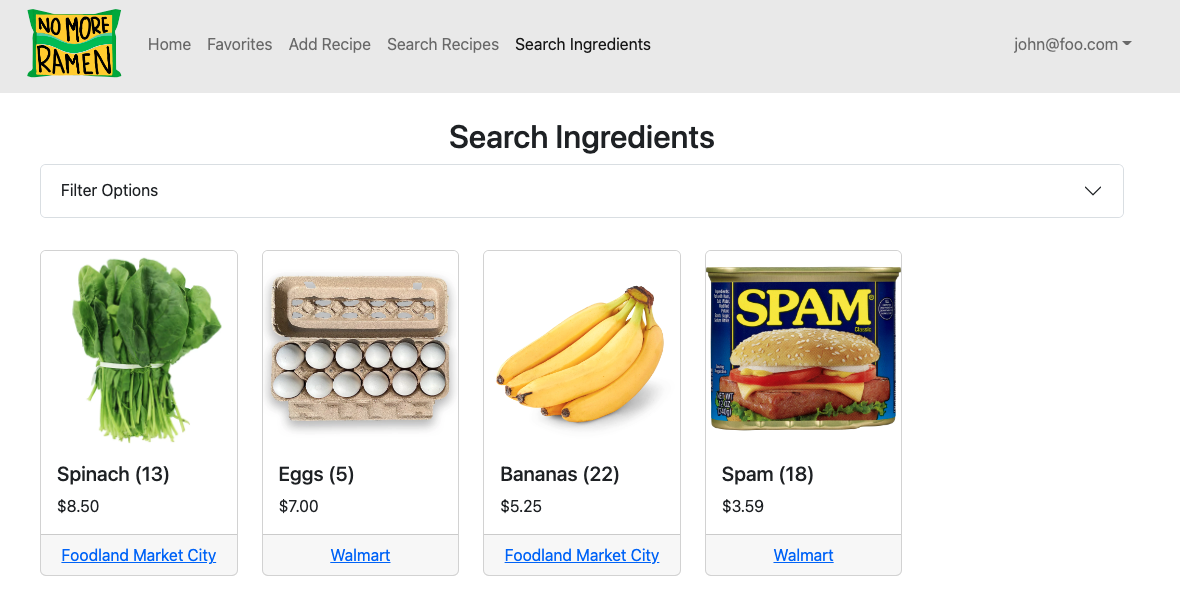 NO MORE
RAMEN
Home Favorites Add Recipe Search Recipes Search Ingredients john@foo.com
Search Ingredients
Filter Options
SPAM®
Classic
Spinach (13) Eggs (5) Bananas (22) Spam (18)
$8.50 $7.00 $5.25 $3.59
Foodland Market City Walmart Foodland Market City Walmart